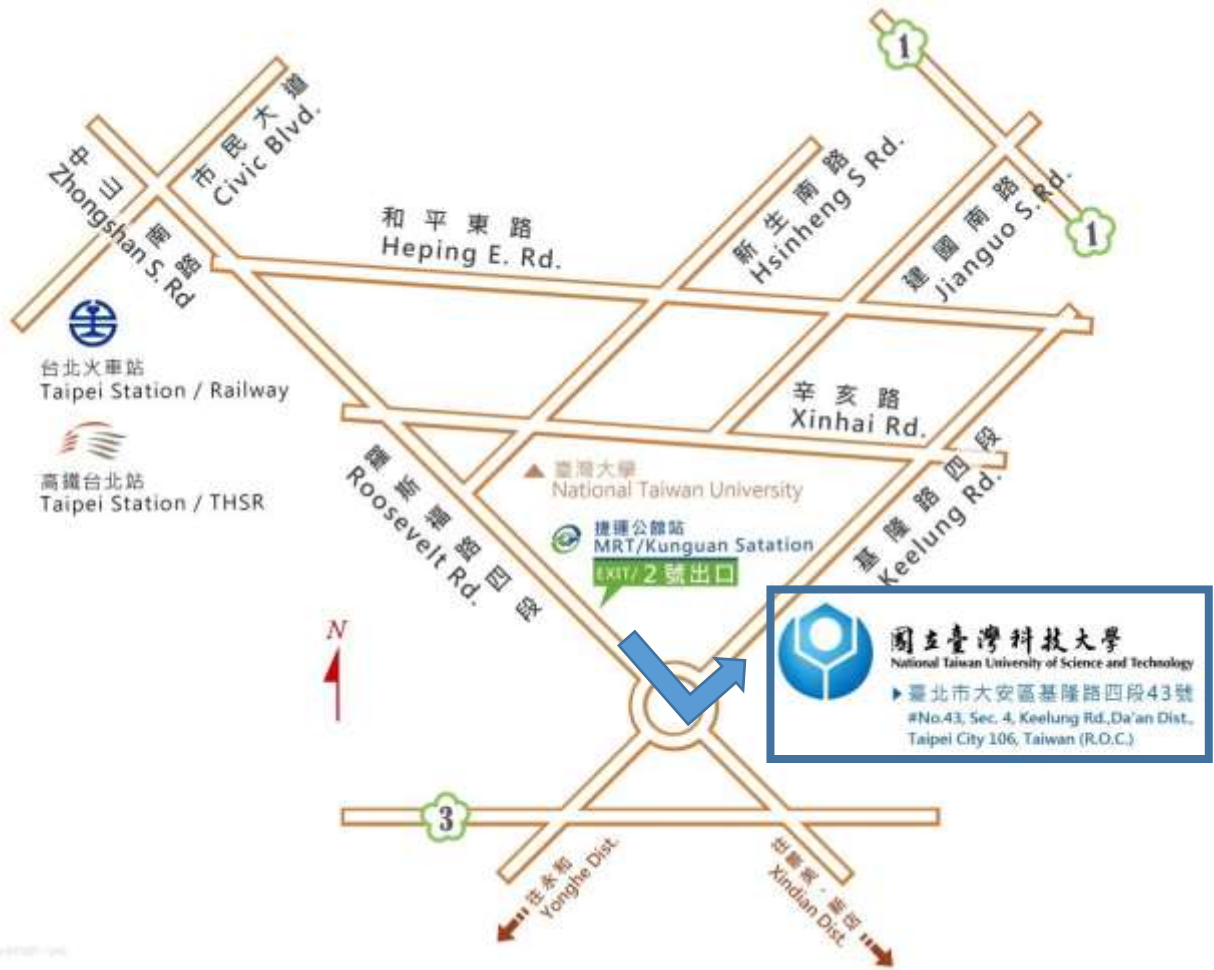 1
市民大道
Civic Blvd.
中山南路
Zhongshan S. Rd
和平東路
Heping E. Rd.
新生南路
Hsinheng S Rd.
建國南路
Jianguo S. Rd.
1
台北火車站
Taipei Station / Railway
高鐵台北站
Taipei Station / THSR
辛亥路
Xinhai Rd.
臺灣大學
National Taiwan University
捷運公館站
MRT/Kunguan Satation
EXIT/ 2 號出口
羅斯福路四段
Roosevelt Rd.
基隆路四段
Keelung Rd.
N
國立臺灣科技大學
National Taiwan University of Science and Technology
臺北市大安區基隆路四段43號
#No.43, Sec. 4, Keelung Rd.,Da'an Dist.,
Taipei City 106, Taiwan (R.O.C.)
3
往永和
Yonghe Dist.
Xindian Dist.